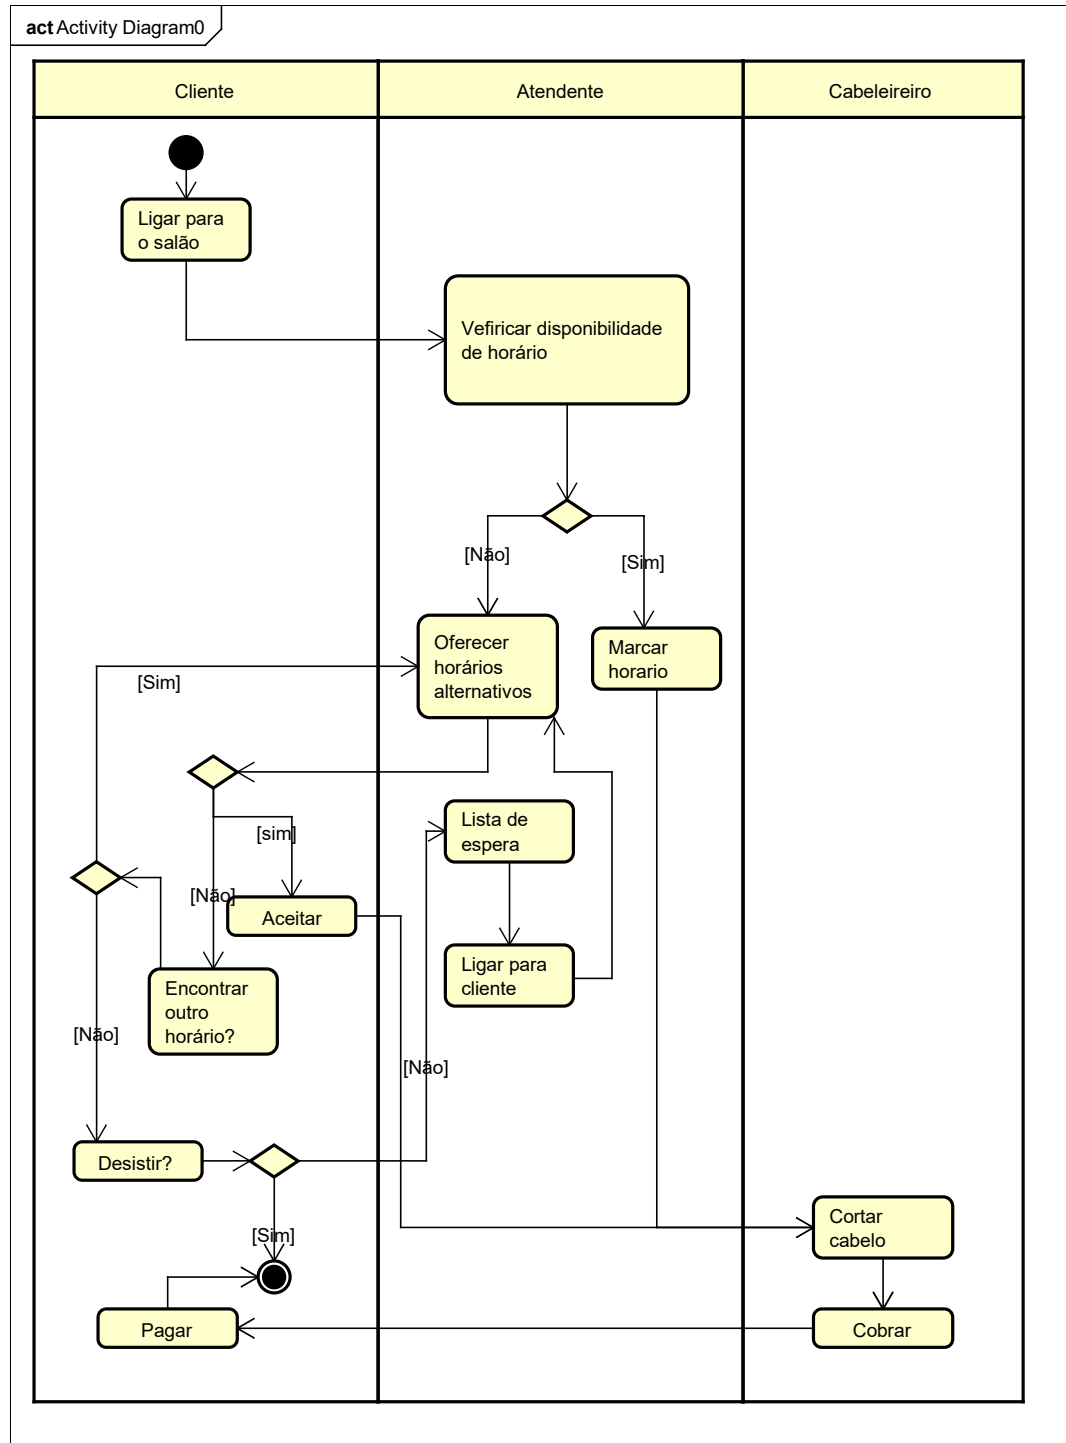 act Activity Diagram0
Cliente
Atendente
Cabeleireiro
Ligar para
o salão
Vefiricar disponibilidade
de horário
[Não]
[Sim]
Oferecer
horários
alternativos
Marcar
horario
[Sim]
Lista de
espera
[sim]
[Não]
Aceitar
Ligar para
cliente
Encontrar
outro
horário?
[Não]
[Não]
Desistir?
[Sim]
Cortar
cabelo
Pagar
Cobrar